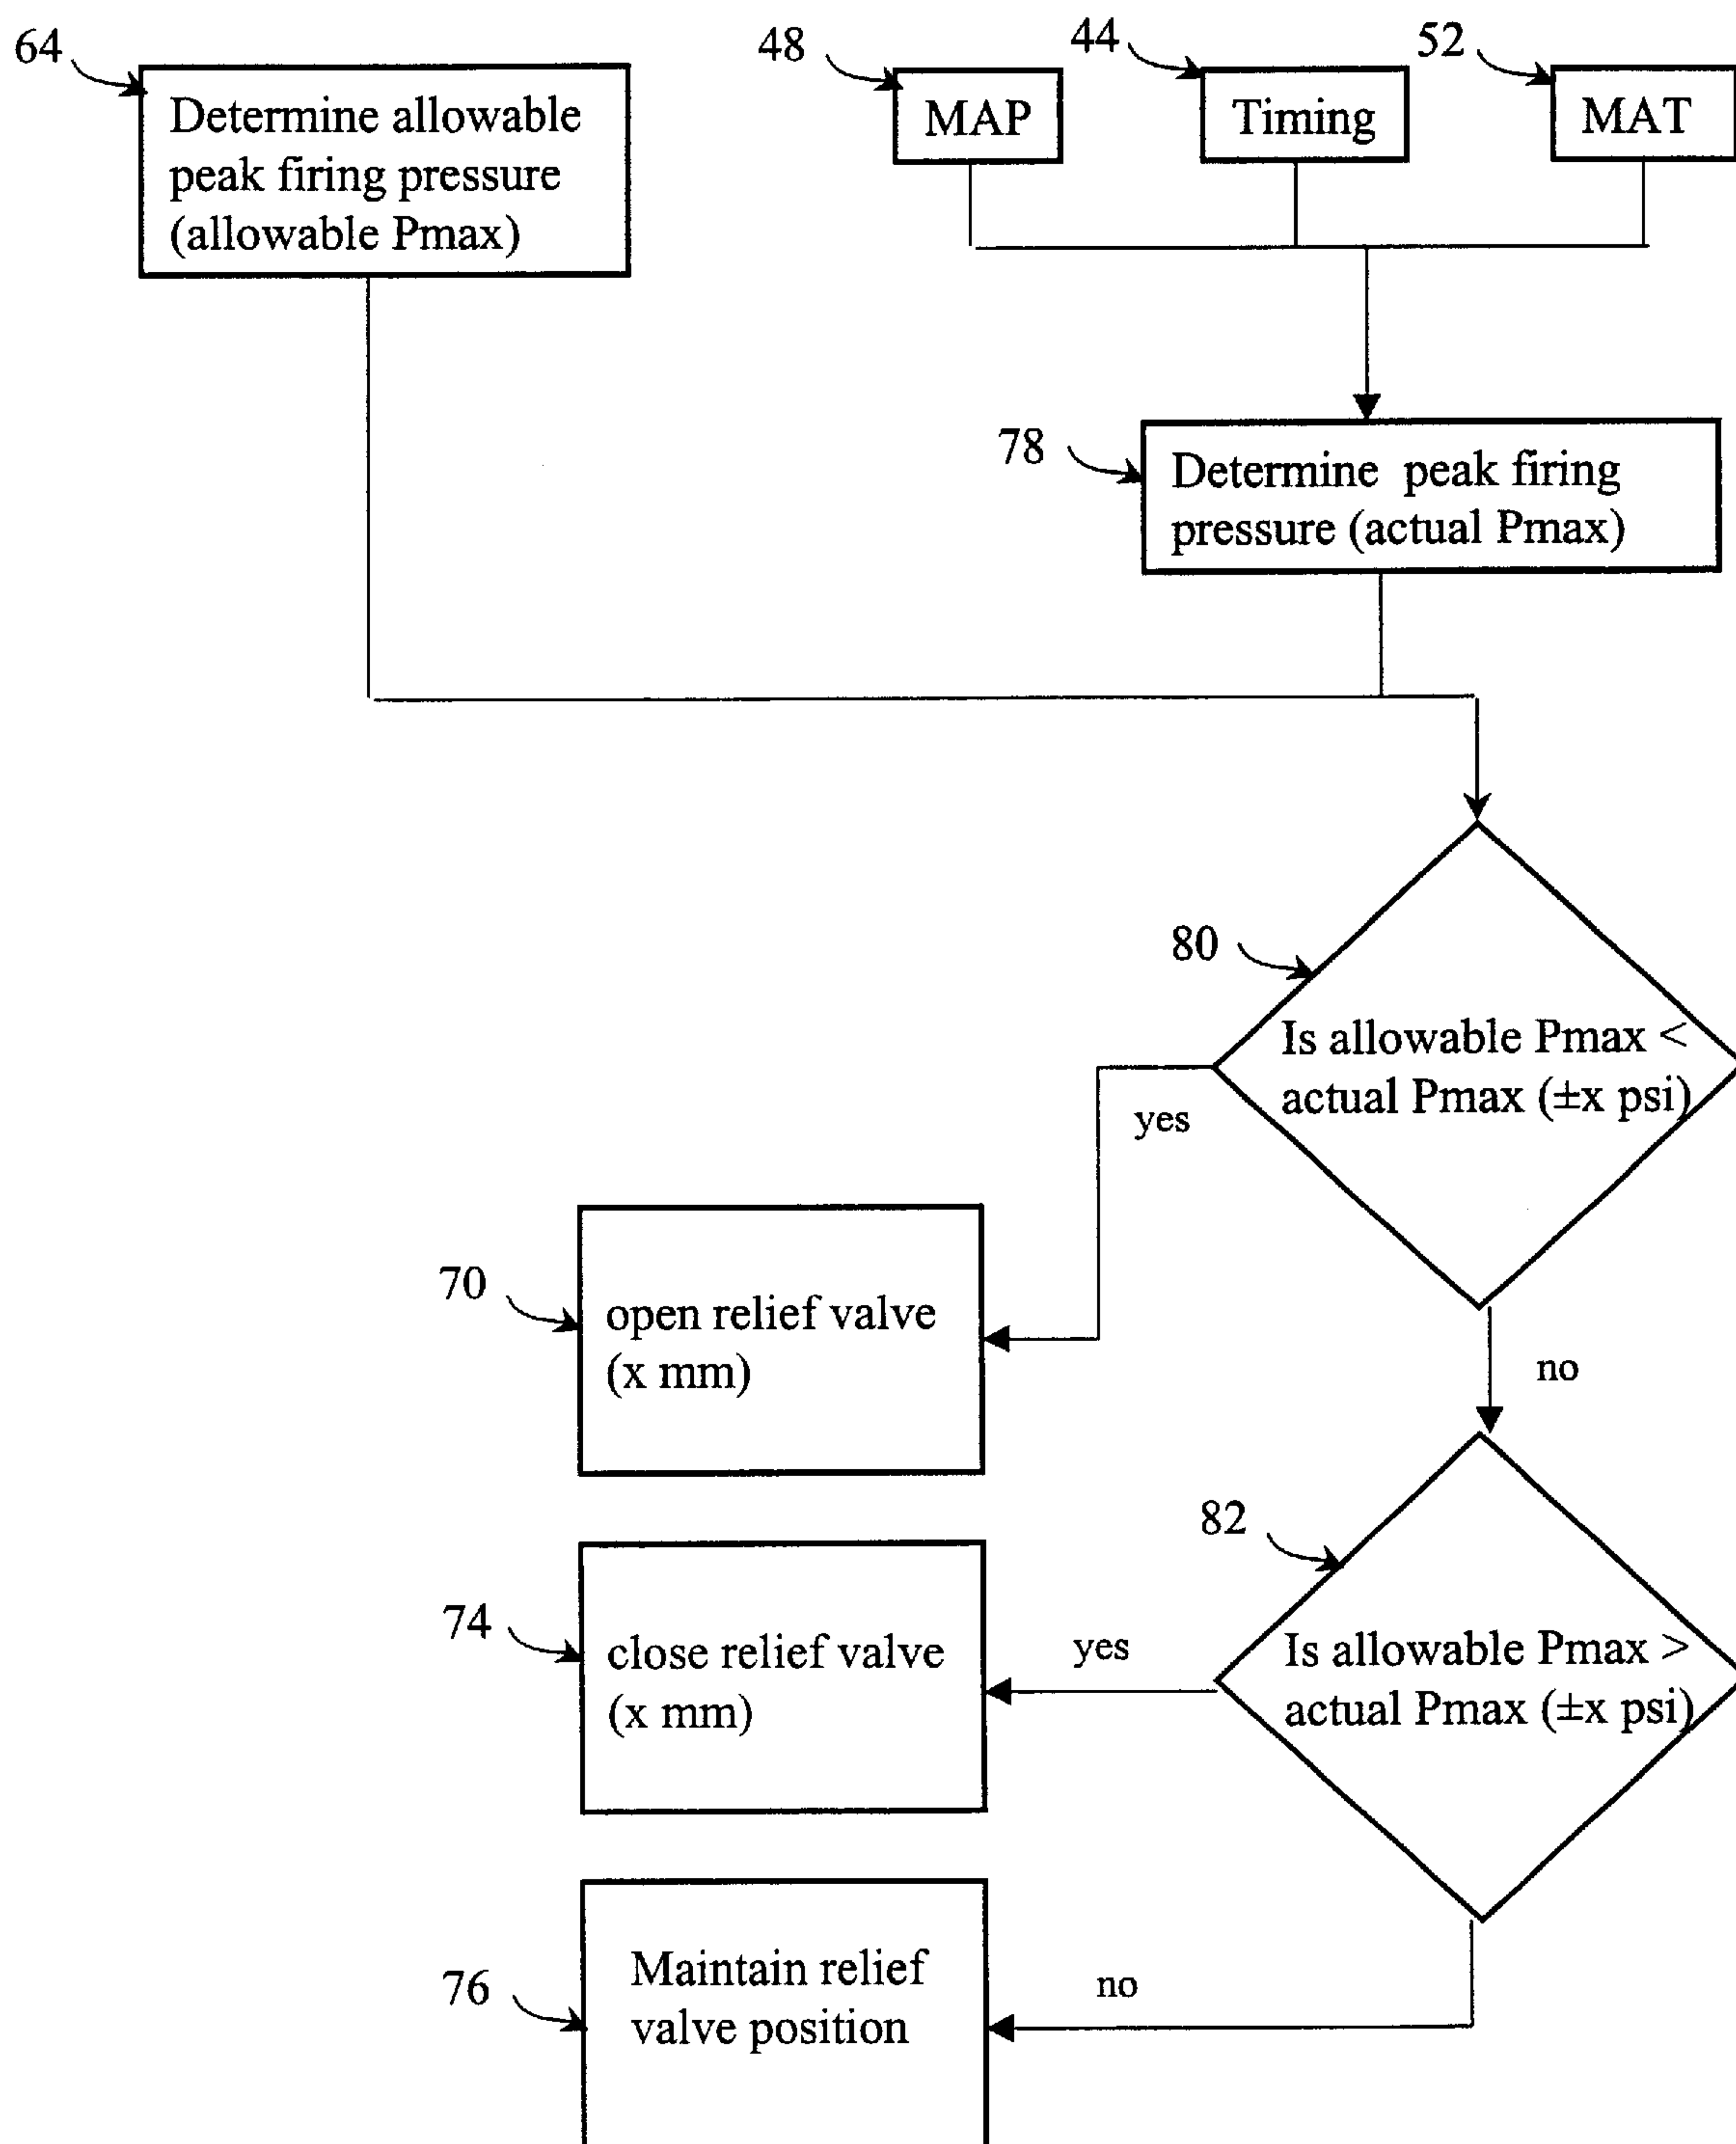 64
Determine allowable
peak firing pressure
(allowable Pmax)
48
MAP
44
Timing
52
MAT
78
Determine peak firing
pressure (actual Pmax)
80
Is allowable Pmax <
actual Pmax (±x psi)
yes
no
70
open relief valve
(x mm)
82
Is allowable Pmax >
actual Pmax (±x psi)
yes
no
74
close relief valve
(x mm)
76
Maintain relief
valve position